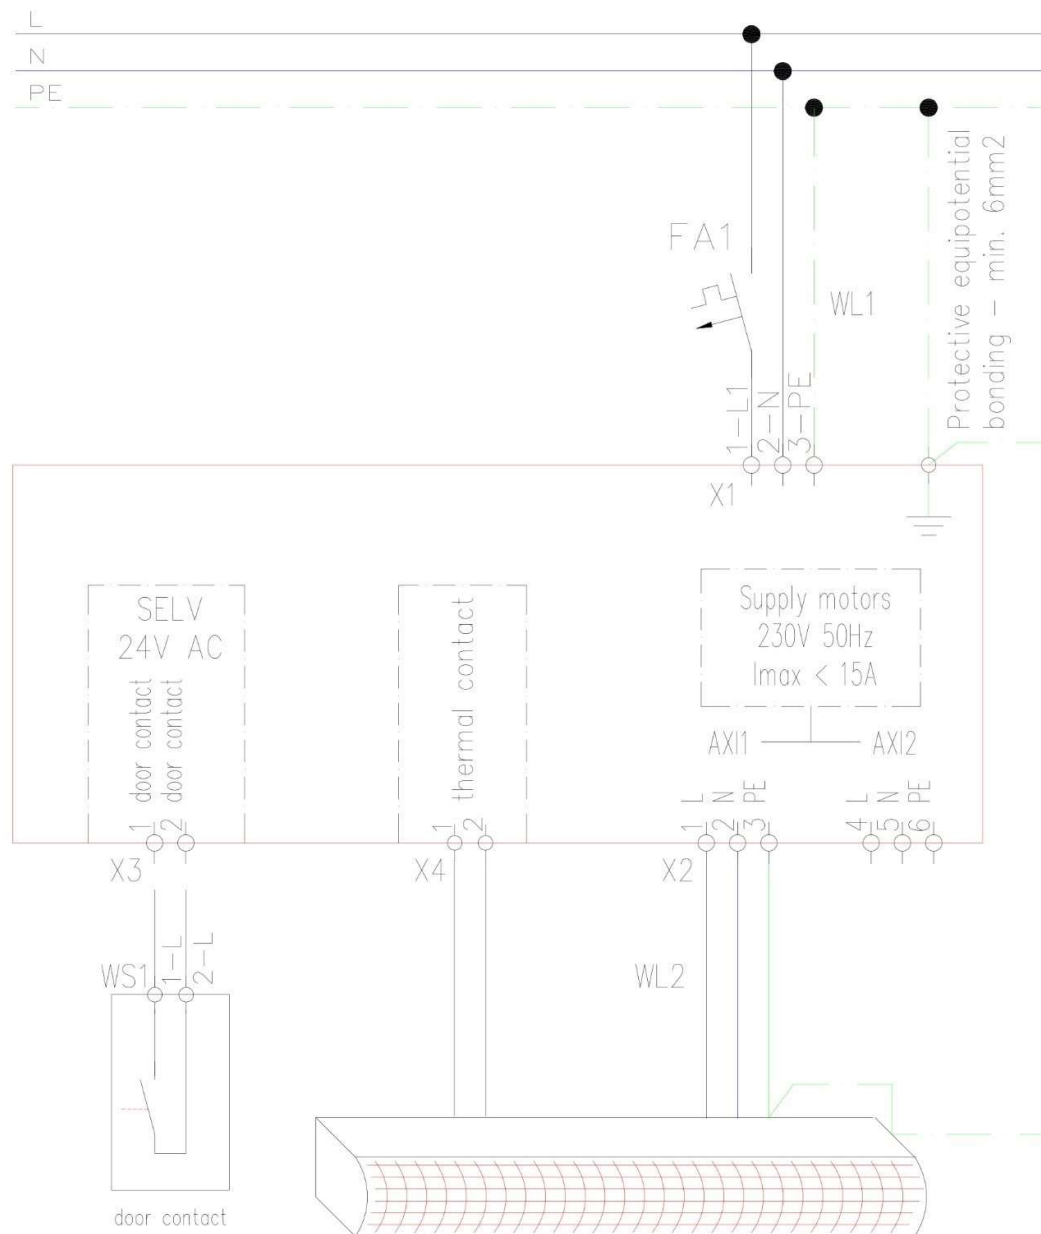 L
N
PE
FA1
WL1
Protective equipotential
bonding – min. 6mm2
1–L1
2–N
3–PE
X1
SELV
24V AC
door contact
door contact
thermal contact
Supply motors
230V 50Hz
Imax < 15A
AXI1
AXI2
L
N
PE
L
N
PE
1
2
1
2
1
2
3
4
5
6
X3
X4
X2
WS1
1–L
2–L
WL2
door contact